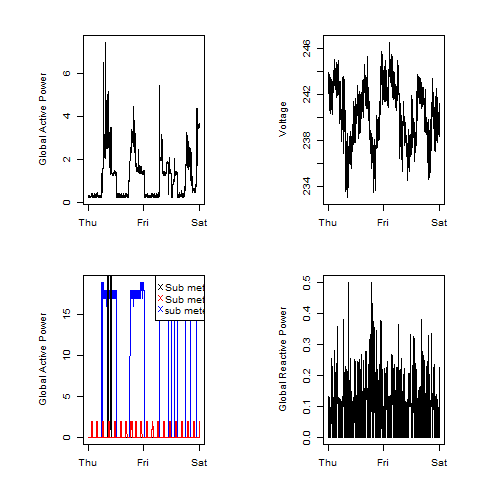 Global Active Power
0 2 4 6
Thu Fri Sat
Voltage
234 238 242 246
Thu Fri Sat
Global Active Power
0 5 10 15
Sub met
Sub met
sub mete
Thu Fri Sat
Global Reactive Power
0.0 0.1 0.2 0.3 0.4 0.5
Thu Fri Sat